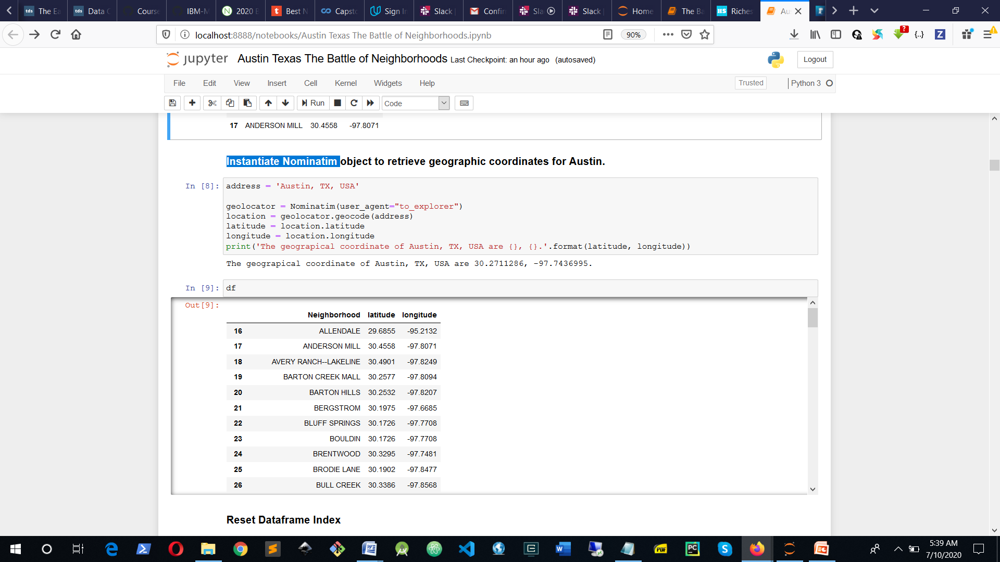 The Ea
Data C
Course
IBM-M
2020 E
Best N
Capsto
Sign In
Slack
Confirm
Sla
Slack
Home
The Ba
Riches
Au
localhost:8888/notebooks/Austin Texas The Battle of Neighborhoods.ipynb
90%
jupyter Austin Texas The Battle of Neighborhoods Last Checkpoint: an hour ago (autosaved)
Logout
File Edit View Insert Cell Kernel Widgets Help
Trusted
Python 3
Run
Code
17 ANDERSON MILL 30.4558 -97.8071
Instantiate Nominatim object to retrieve geographic coordinates for Austin.
In [8]: address = 'Austin, TX, USA'
geolocator = Nominatim(user_agent="to_explorer")
location = geolocator.geocode(address)
latitude = location.latitude
longitude = location.longitude
print('The geograpical coordinate of Austin, TX, USA are {}, {}.'.format(latitude, longitude))
The geograpical coordinate of Austin, TX, USA are 30.2711286, -97.7436995.
In [9]: df
Out[9]:
Neighborhood latitude longitude
16 ALLENDALE 29.6855 -95.2132
17 ANDERSON MILL 30.4558 -97.8071
18 AVERY RANCH--LAKELINE 30.4901 -97.8249
19 BARTON CREEK MALL 30.2577 -97.8094
20 BARTON HILLS 30.2532 -97.8207
21 BERGSTROM 30.1975 -97.6685
22 BLUFF SPRINGS 30.1726 -97.7708
23 BOULDIN 30.1726 -97.7708
24 BRENTWOOD 30.3295 -97.7481
25 BRODIE LANE 30.1902 -97.8477
26 BULL CREEK 30.3386 -97.8568
Reset Dataframe Index
5:39 AM
7/10/2020